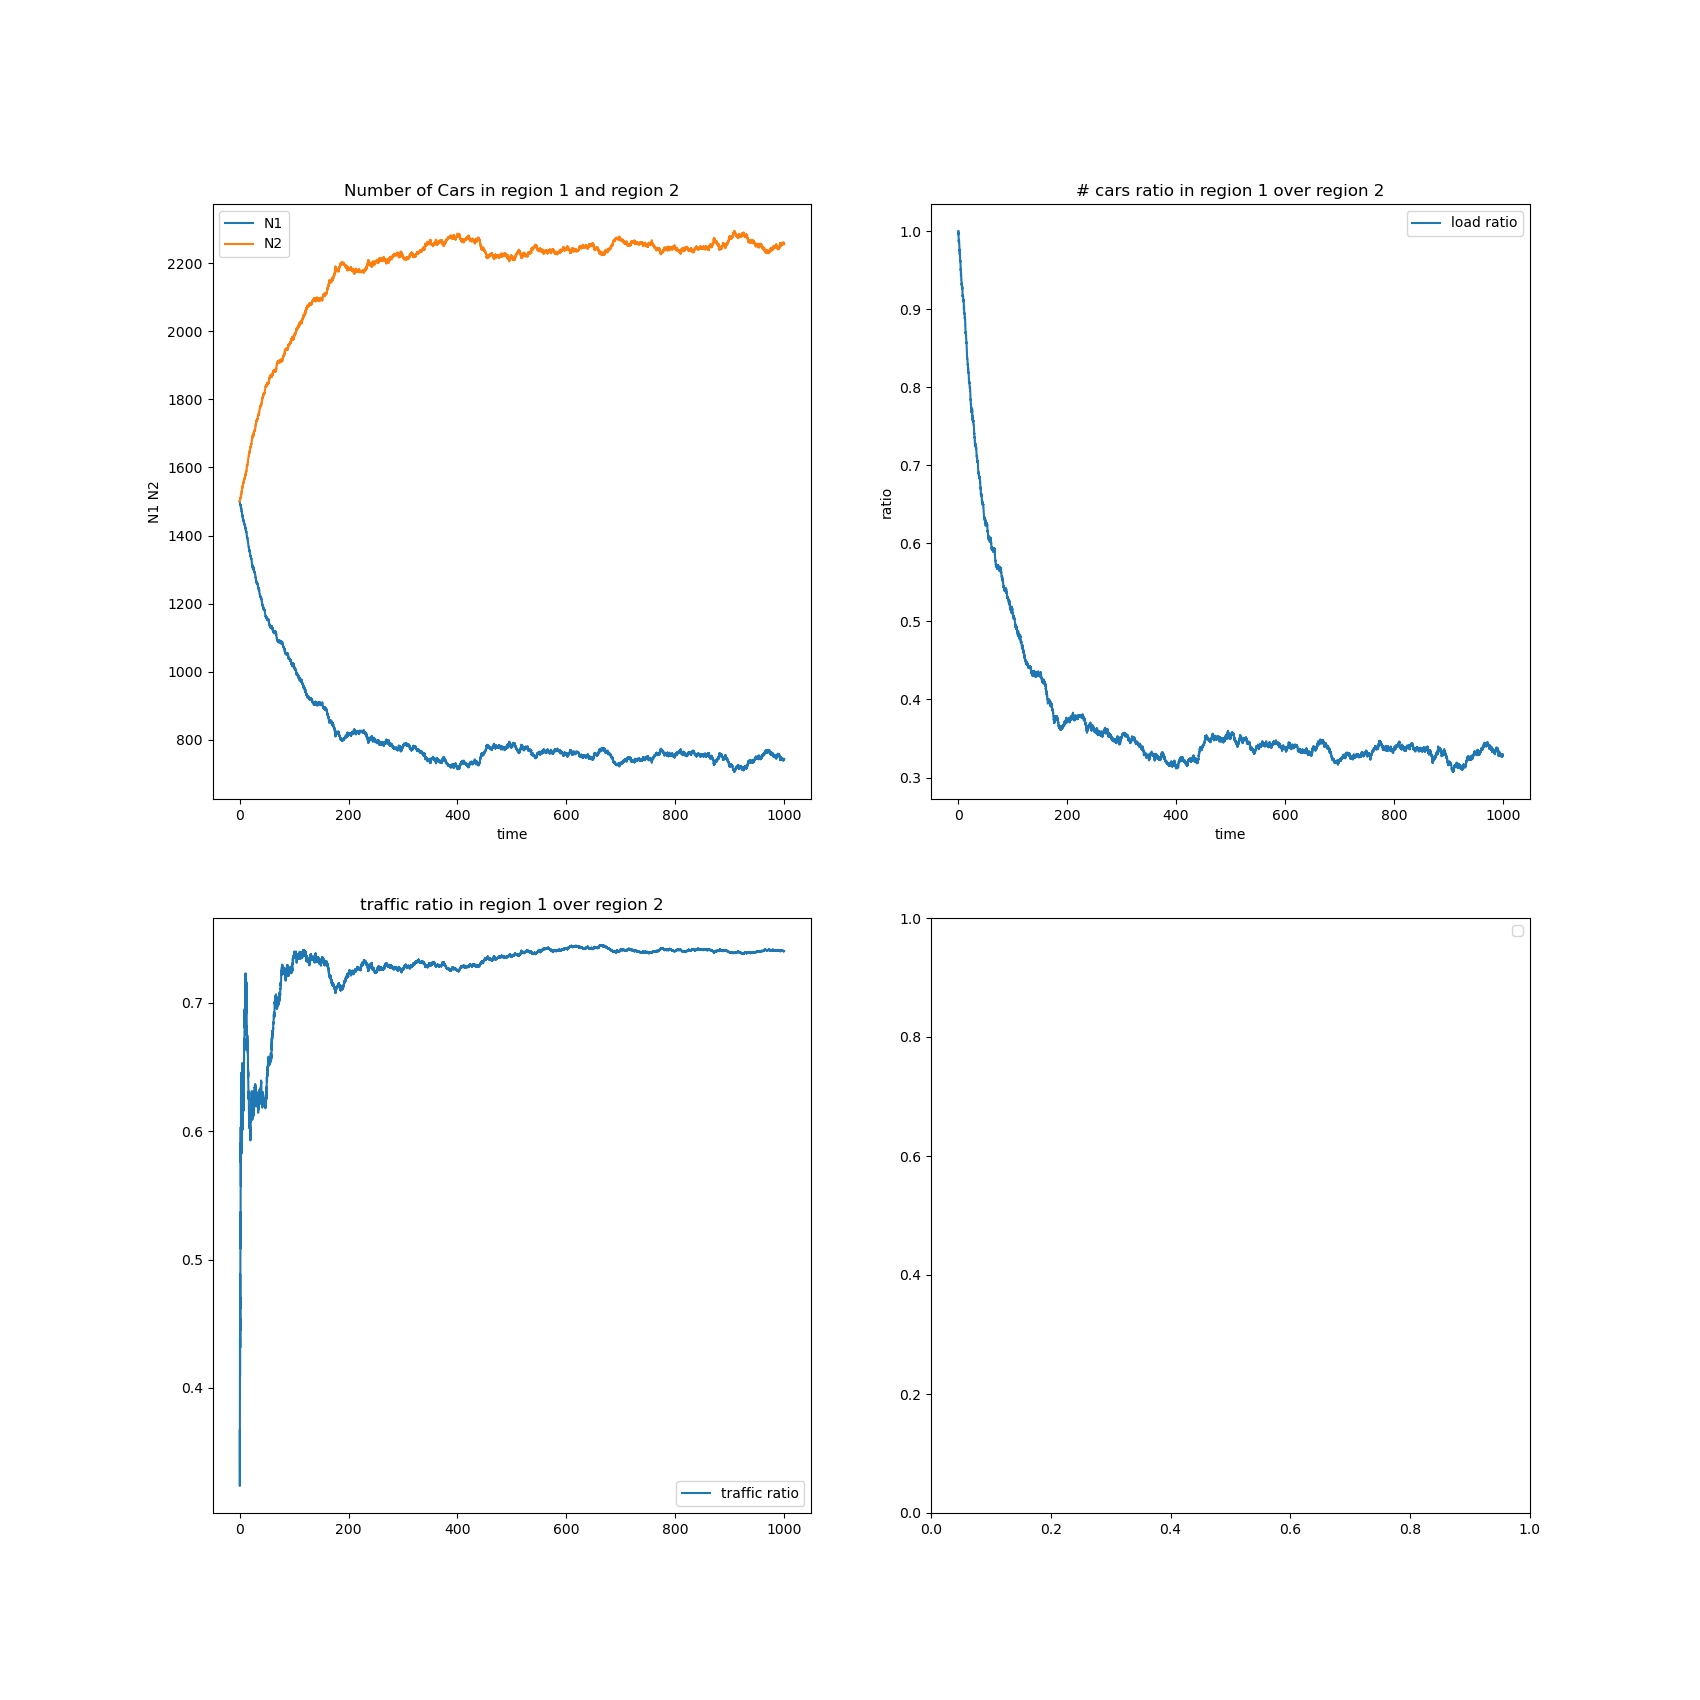 Number of Cars in region 1 and region 2
N1
N2
2200
2000
1800
1600
1400
1200
1000
800
N1 N2
0 200 400 600 800 1000
time
# cars ratio in region 1 over region 2
load ratio
1.0
0.9
0.8
0.7
0.6
0.5
0.4
0.3
ratio
0 200 400 600 800 1000
time
traffic ratio in region 1 over region 2
0.7
0.6
0.5
0.4
traffic ratio
0 200 400 600 800 1000
1.0
0.8
0.6
0.4
0.2
0.0
0.0 0.2 0.4 0.6 0.8 1.0